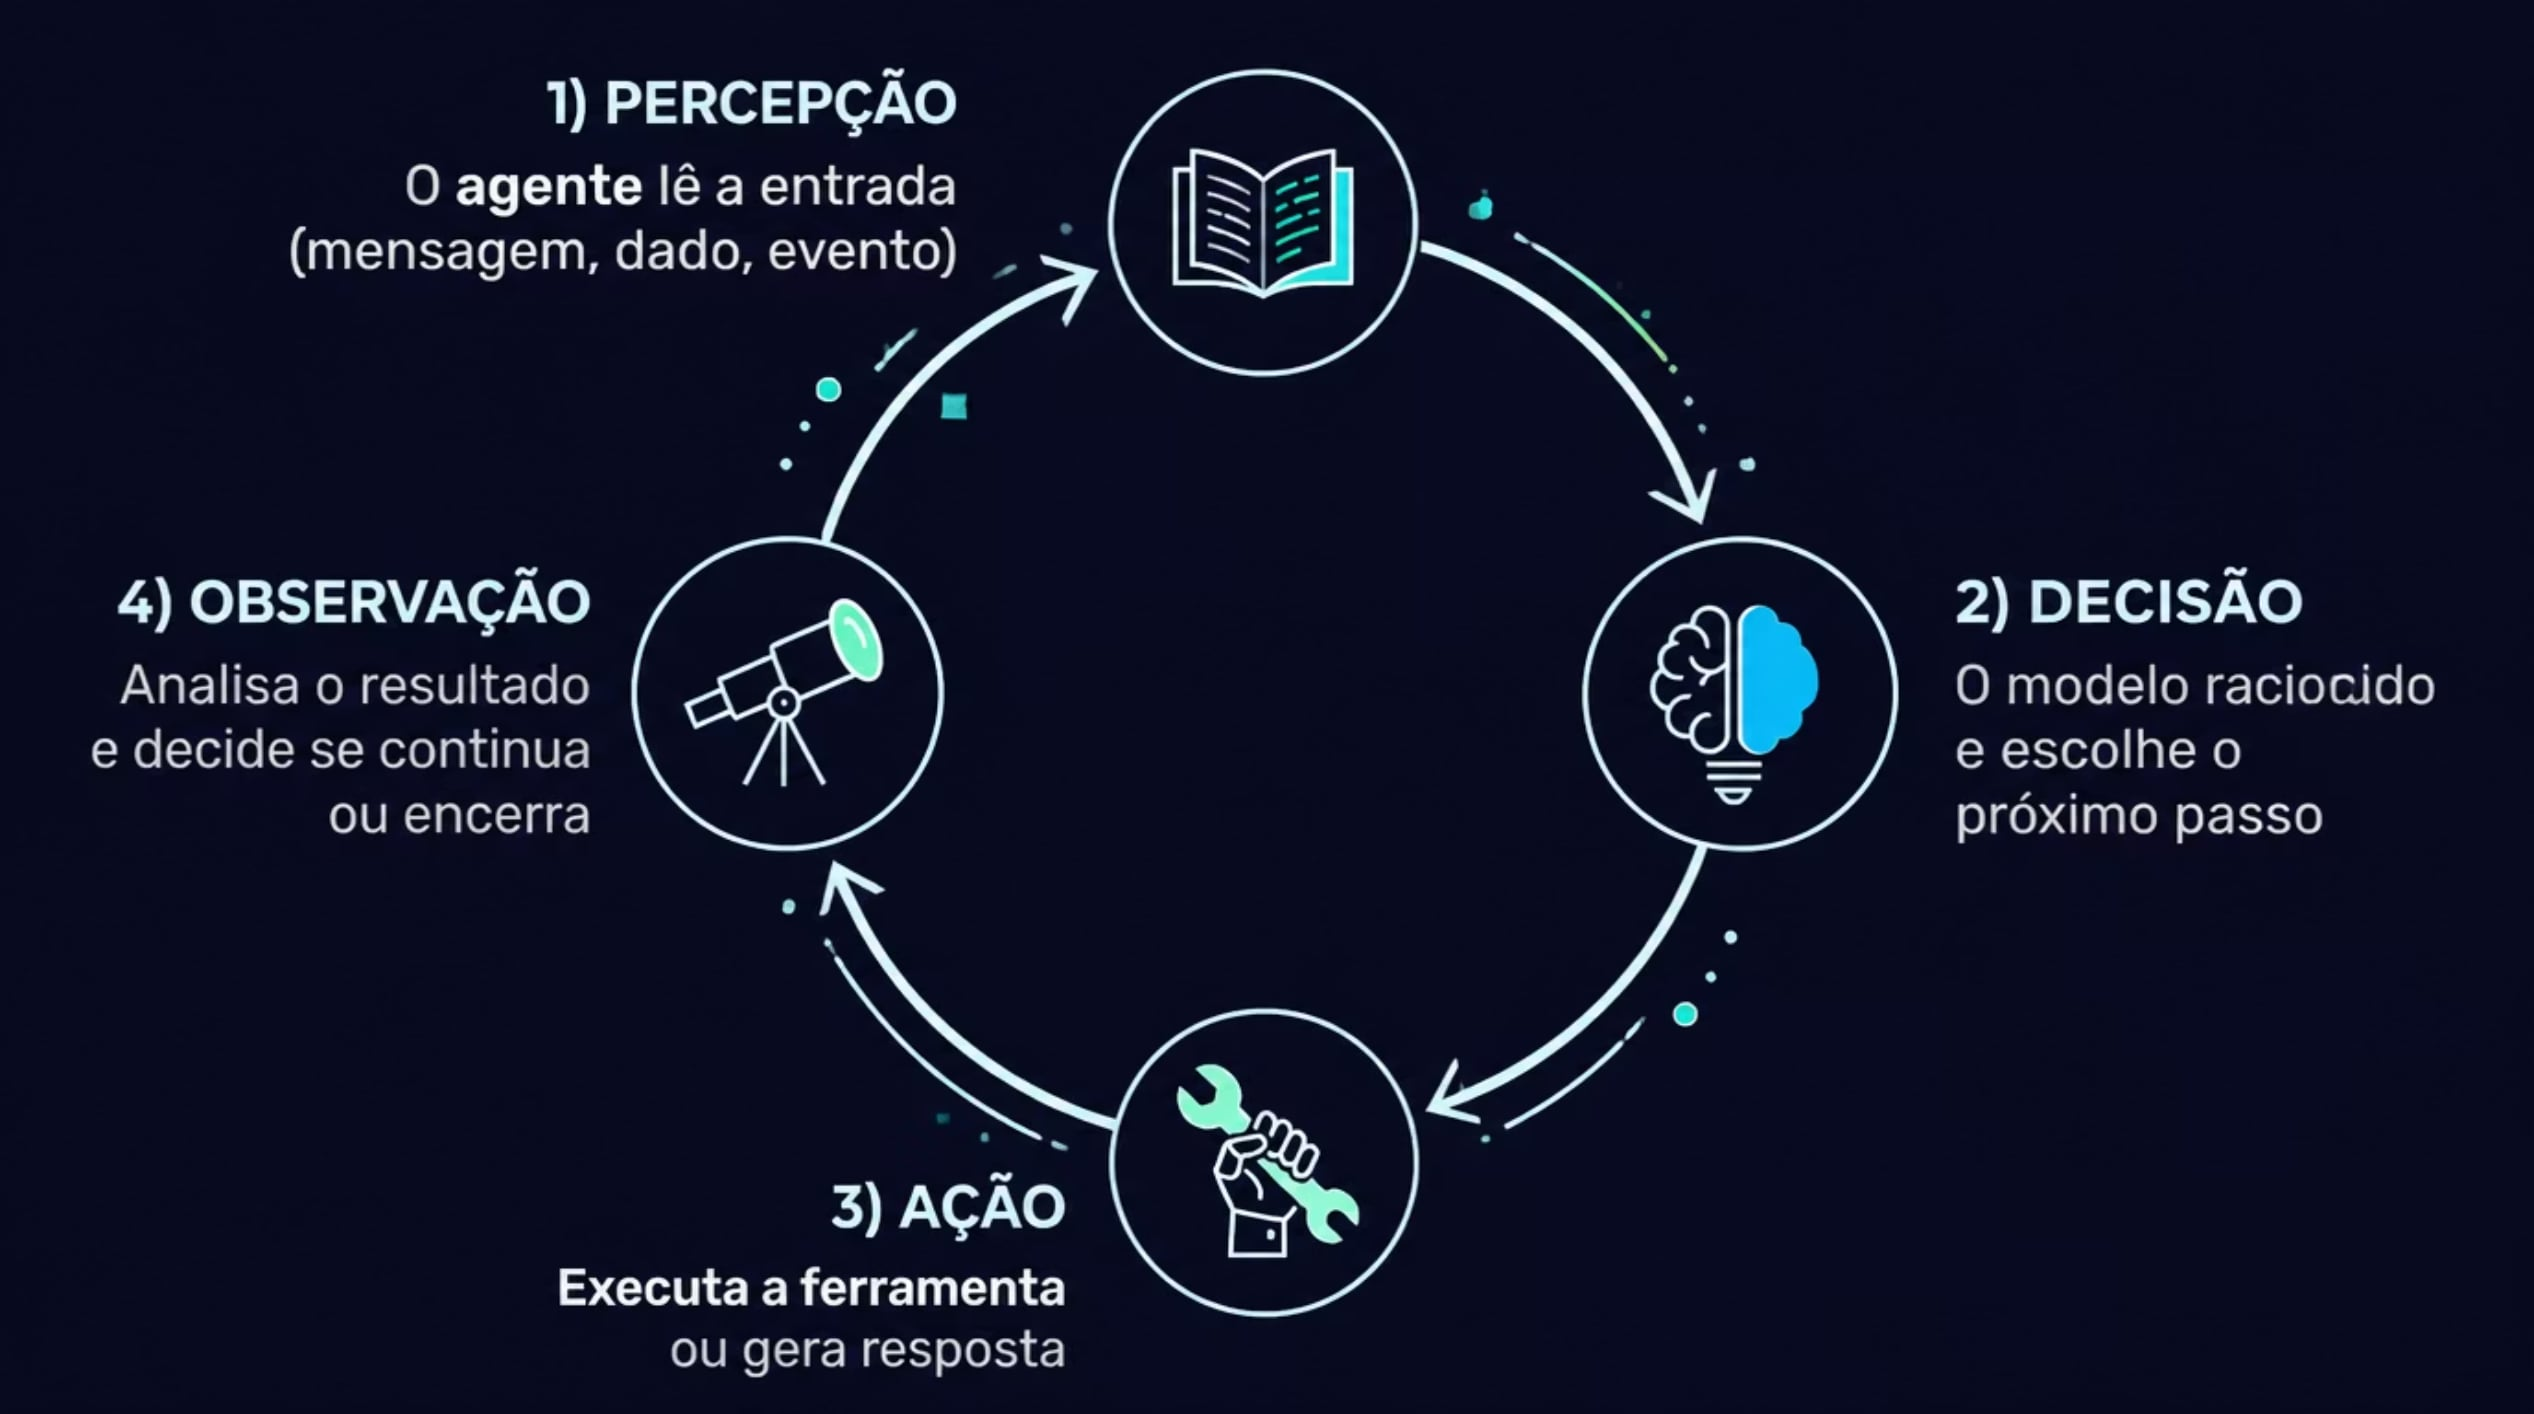 1) PERCEPÇÃO
O agente lê a entrada
(mensagem, dado, evento)
2) DECISÃO
O modelo
e escolhe o
próximo passo
3) AÇÃO
Executa a ferramenta
ou gera resposta
4) OBSERVAÇÃO
Analisa o resultado
e decide se continua
ou encerra